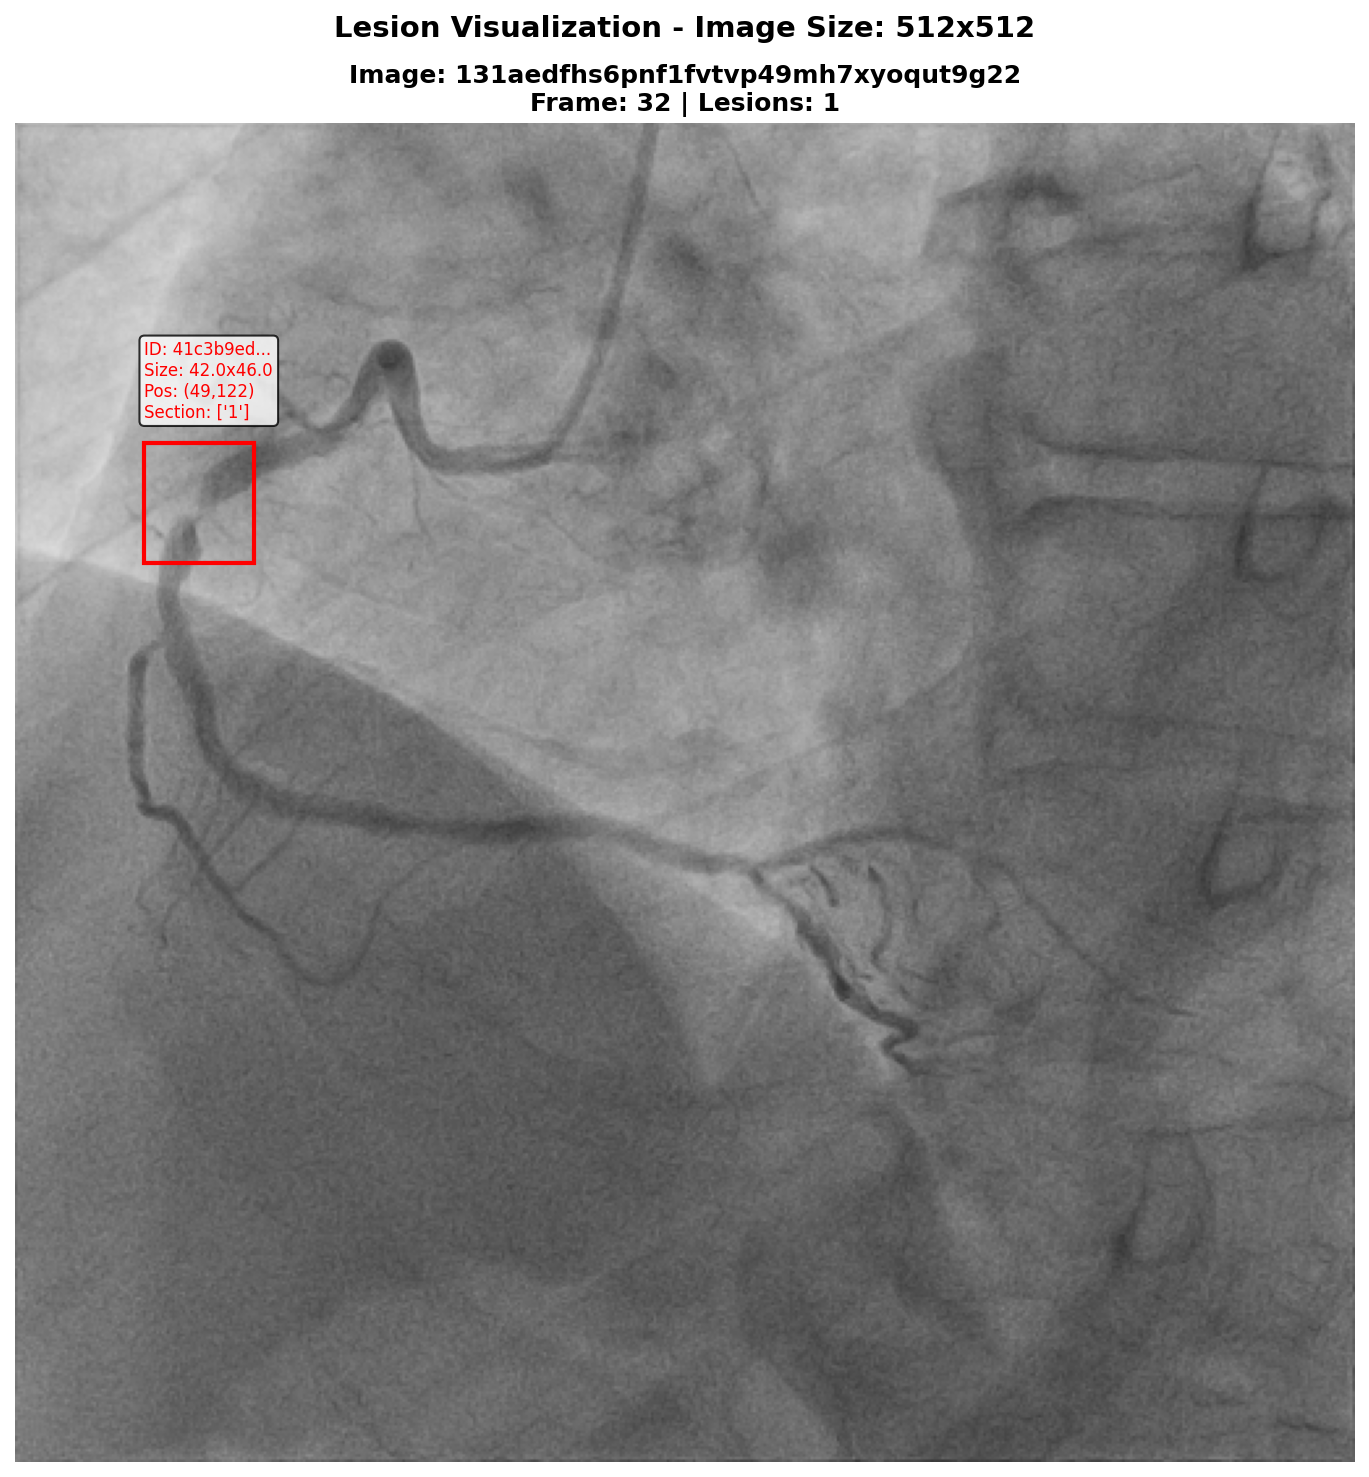 Lesion Visualization - Image Size: 512x512
Image: 131aedfhs6pnf1fvtvp49mh7xyoqut9g22
Frame: 32 | Lesions: 1
ID: 41c3b9ed...
Size: 42.0x46.0
Pos: (49,122)
Section: ['1']